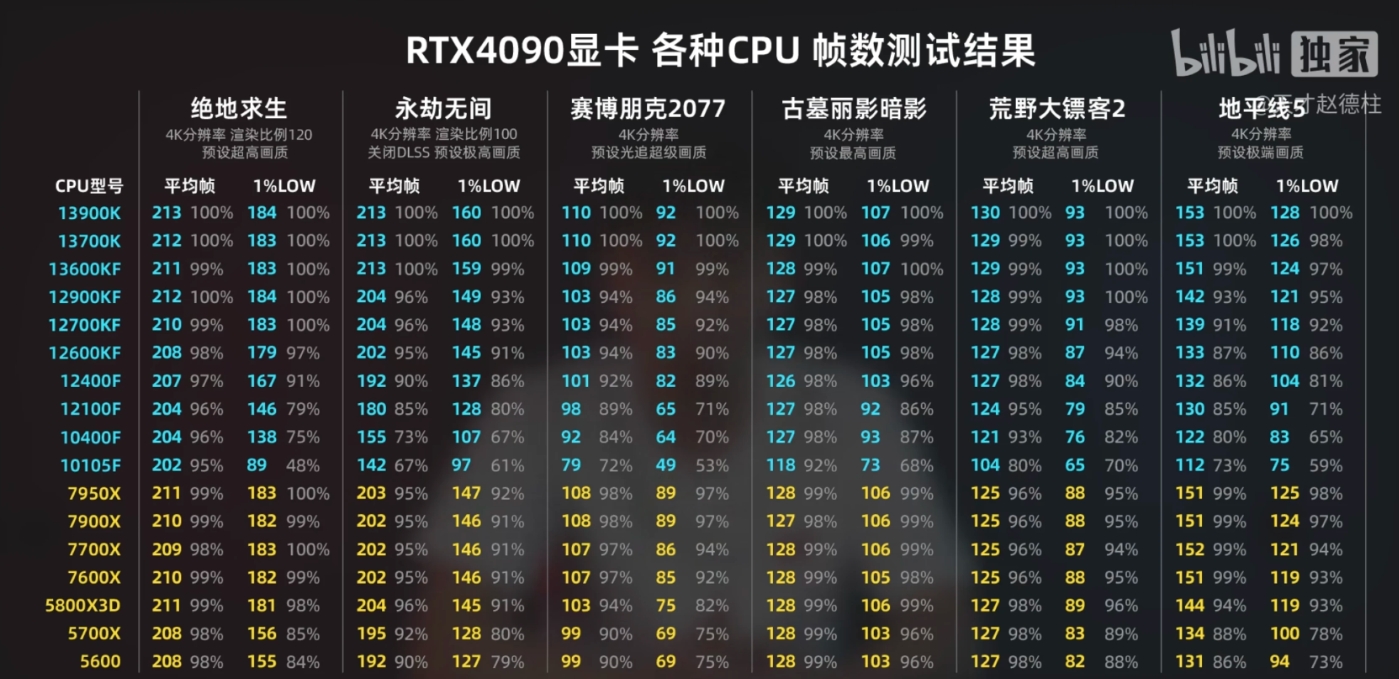 RTX4090显卡 各种CPU 帧数测试结果
bilibili 独家
绝地求生 永劫无间 赛博朋克2077 古墓丽影暗影 荒野大镖客2 地平线5
才赵德柱
4K分辨率 渲染比例120 4K分辨率 渲染比例100 4K分辨率 4K分辨率 4K分辨率 4K分辨率
预设超高画质 关闭DLSS 预设极高画质 预设光追超级画质 预设最高画质 预设超高画质 预设极端画质
CPU型号 平均帧 1%LOW 平均帧 1%LOW 平均帧 1%LOW 平均帧 1%LOW 平均帧 1%LOW 平均帧 1%LOW
13900K 213 100% 184 100% 213 100% 160 100% 110 100% 92 100% 129 100% 107 100% 130 100% 93 100% 153 100% 128 100%
13700K 212 100% 183 100% 213 100% 160 100% 110 100% 92 100% 129 100% 106 99% 129 99% 93 100% 153 100% 126 98%
13600KF 211 99% 183 100% 213 100% 159 99% 109 99% 91 99% 128 99% 107 100% 129 99% 93 100% 151 99% 124 97%
12900KF 212 100% 184 100% 204 96% 149 93% 103 94% 86 94% 127 98% 105 98% 128 99% 93 100% 142 93% 121 95%
12700KF 210 99% 183 100% 204 96% 148 93% 103 94% 85 92% 127 98% 105 98% 128 99% 91 98% 139 91% 118 92%
12600KF 208 98% 179 97% 202 95% 145 91% 103 94% 83 90% 127 98% 105 98% 127 98% 87 94% 133 87% 110 86%
12400F 207 97% 167 91% 192 90% 137 86% 101 92% 82 89% 126 98% 103 96% 127 98% 84 90% 132 86% 104 81%
12100F 204 96% 146 79% 180 85% 128 80% 98 89% 65 71% 127 98% 92 86% 124 95% 79 85% 130 85% 91 71%
10400F 204 96% 138 75% 155 73% 107 67% 92 84% 64 70% 127 98% 93 87% 121 93% 76 82% 122 80% 83 65%
10105F 202 95% 89 48% 142 67% 97 61% 79 72% 49 53% 118 92% 73 68% 104 80% 65 70% 112 73% 75 59%
7950X 211 99% 183 100% 203 95% 147 92% 108 98% 89 97% 128 99% 106 99% 125 96% 88 95% 151 99% 125 98%
7900X 210 99% 182 99% 202 95% 146 91% 108 98% 89 97% 127 98% 106 99% 125 96% 88 95% 151 99% 124 97%
7700X 209 98% 183 100% 202 95% 146 91% 107 97% 86 94% 128 99% 106 99% 125 96% 87 94% 152 99% 121 94%
7600X 210 99% 182 99% 202 95% 146 91% 107 97% 85 92% 128 99% 105 98% 125 96% 88 95% 151 99% 119 93%
5800X3D 211 99% 181 98% 204 96% 145 91% 103 94% 75 82% 128 99% 106 99% 127 98% 89 96% 144 94% 119 93%
5700X 208 98% 156 85% 195 92% 128 80% 99 90% 69 75% 128 99% 103 96% 127 98% 83 89% 134 88% 100 78%
5600 208 98% 155 84% 192 90% 127 79% 99 90% 69 75% 128 99% 103 96% 127 98% 82 88% 131 86% 94 73%